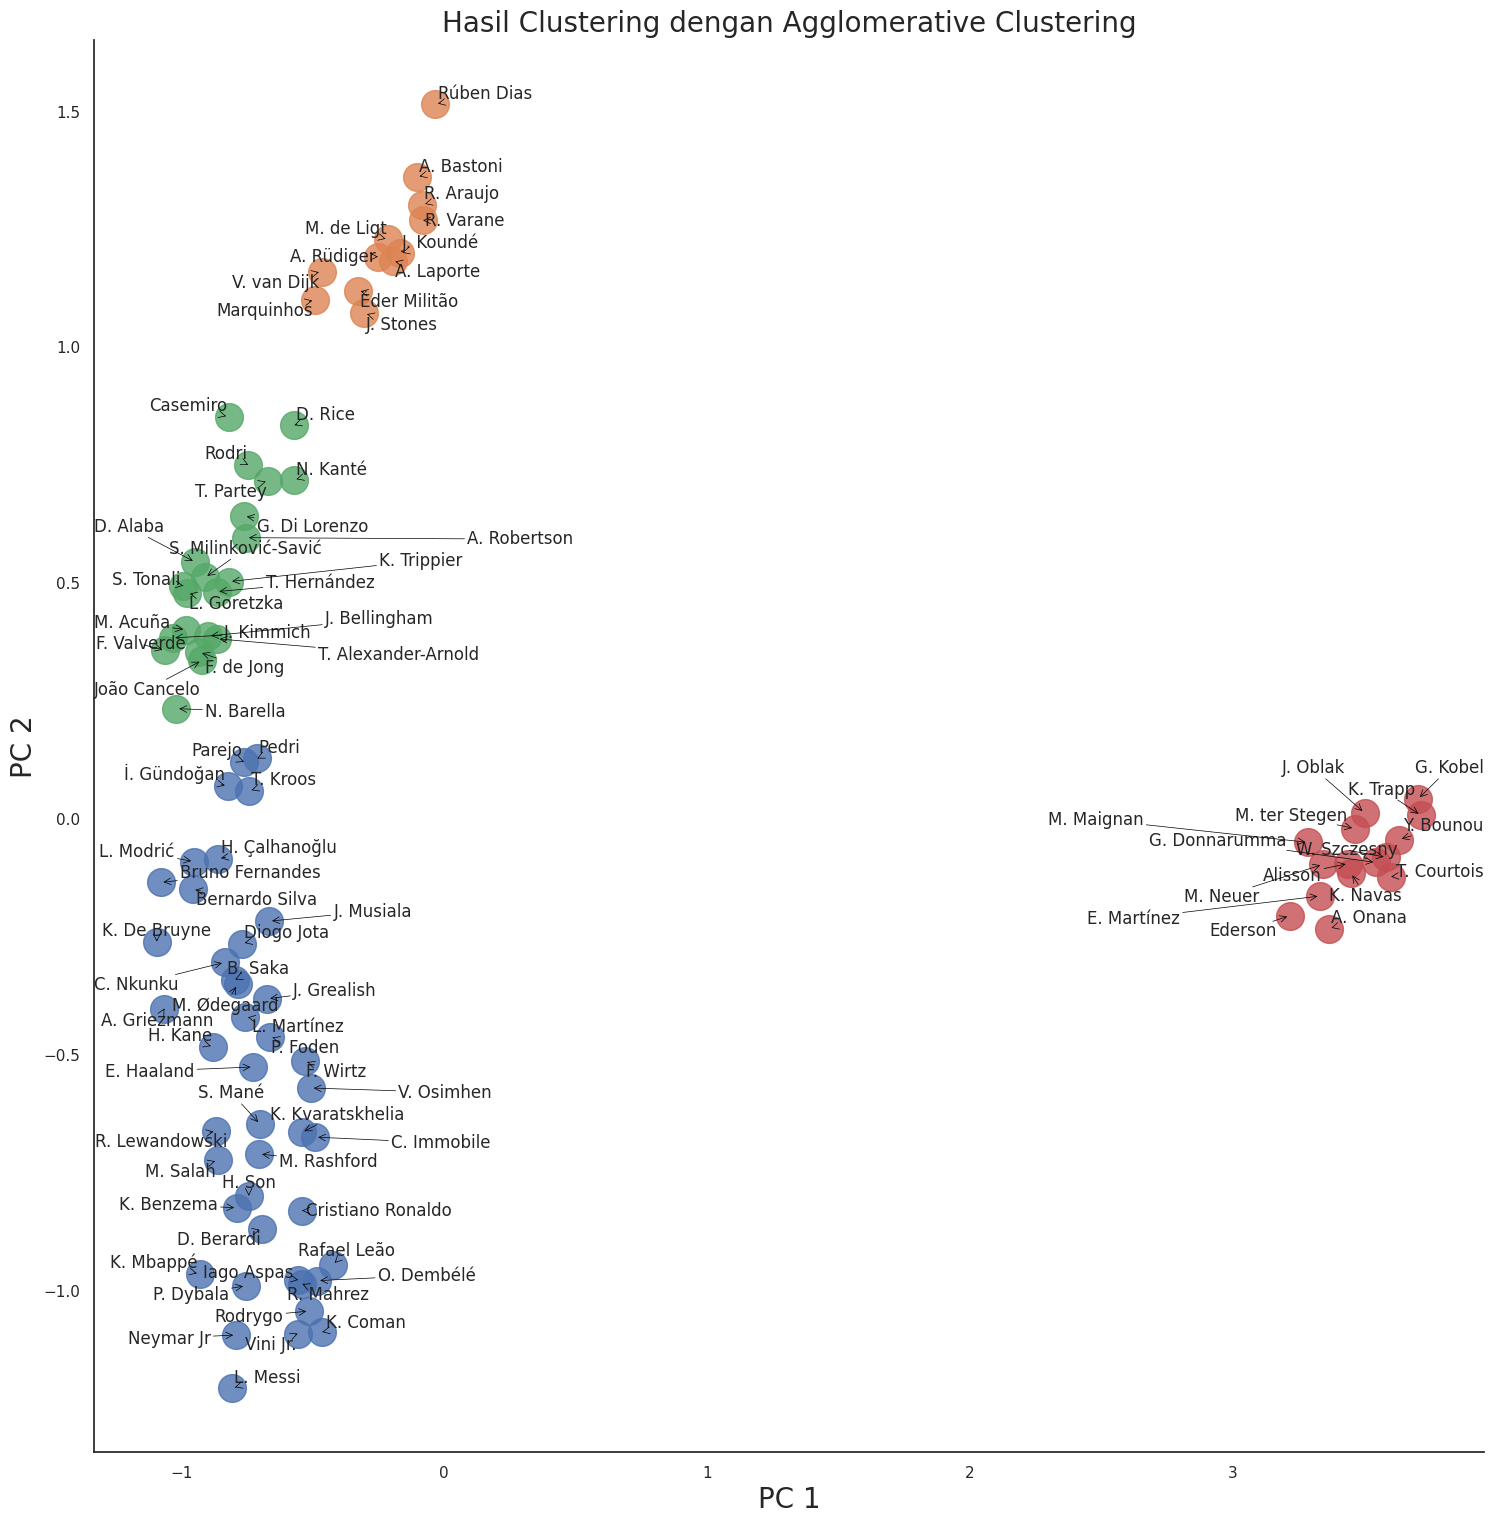 Hasil Clustering dengan Agglomerative Clustering
Rúben Dias
1.5
A. Bastoni
R. Araujo
R. Varane
M. de Ligt
J. Koundé
A. Rüdiger
A. Laporte
V. van Dijk
Éder Militão
Marquinhos
J. Stones
1.0
Casemiro
D. Rice
Rodri
N. Kanté
T. Partey
D. Alaba
G. Di Lorenzo
A. Robertson
S. Milinković-Savić
K. Trippier
S. Tonali
T. Hernández
0.5
L. Goretzka
M. Acuña
J. Bellingham
J. Kimmich
F. Valverde
T. Alexander-Arnold
F. de Jong
João Cancelo
N. Barella
PC 2
Parejo
Pedri
İ. Gündoğan
T. Kroos
J. Oblak
G. Kobel
K. Trapp
M. ter Stegen
M. Maignan
Y. Bounou
0.0
G. Donnarumma
W. Szczesny
L. Modrić
H. Çalhanoğlu
Bruno Fernandes
Alisson
T. Courtois
Bernardo Silva
M. Neuer
K. Navas
J. Musiala
E. Martínez
A. Onana
K. De Bruyne
Diogo Jota
Ederson
B. Saka
C. Nkunku
J. Grealish
M. Ødegaard
A. Griezmann
L. Martínez
H. Kane
P. Foden
−0.5
E. Haaland
F. Wirtz
S. Mané
V. Osimhen
K. Kvaratskhelia
R. Lewandowski
C. Immobile
M. Rashford
M. Salah
H. Son
K. Benzema
Cristiano Ronaldo
D. Berardi
Rafael Leão
K. Mbappé
Iago Aspas
O. Dembélé
−1.0
P. Dybala
R. Mahrez
Rodrygo
K. Coman
Neymar Jr
Vini Jr.
L. Messi
−1
0
1
2
3
PC 1